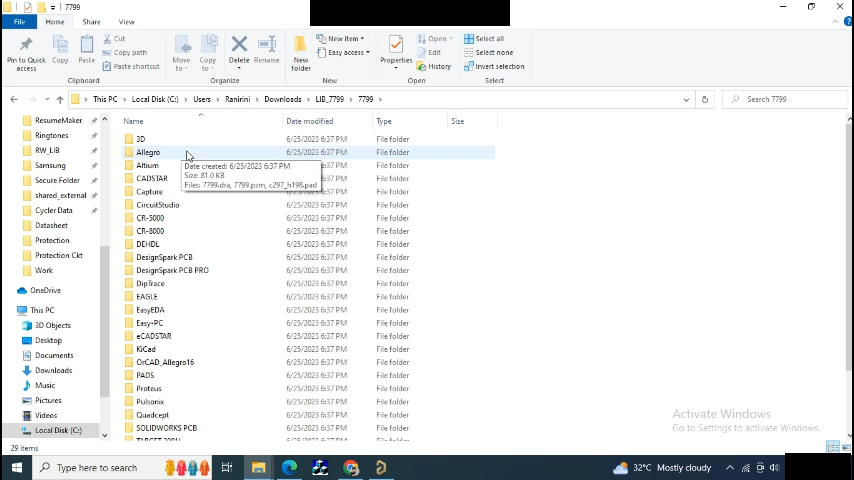 7799
File Home Share View
Pin to Quick access
Copy
Paste
Cut
Copy path
Paste shortcut
Move to
Copy to
Delete
Rename
New folder
New item
Easy access
Properties
Open
Edit
History
Select all
Select none
Invert selection
Clipboard Organize New Open Select
This PC Local Disk (C:) Users Ranirini Downloads LIB_7799 7799
Search 7799
Name Date modified Type Size
ResumeMaker
Ringtones
RW_LIB
Samsung
Secure Folder
shared_external
Cycler Data
Datasheet
Protection
Protection Ckt
Work
OneDrive
This PC
3D Objects
Desktop
Documents
Downloads
Music
Pictures
Videos
Local Disk (C:)
3D 6/25/2023 6:37 PM File folder
Allegro 6/25/2023 6:37 PM File folder
Altium 37 PM File folder
CADSTAR 37 PM File folder
Date created: 6/25/2023 6:37 PM
Size: 81.0 KB
Files: 7799.dra, 7799.psm, c297_h198.pad
Capture 6/25/2023 6:37 PM File folder
CircuitStudio 6/25/2023 6:37 PM File folder
CR-5000 6/25/2023 6:37 PM File folder
CR-8000 6/25/2023 6:37 PM File folder
DEHDL 6/25/2023 6:37 PM File folder
DesignSpark PCB 6/25/2023 6:37 PM File folder
DesignSpark PCB PRO 6/25/2023 6:37 PM File folder
DipTrace 6/25/2023 6:37 PM File folder
EAGLE 6/25/2023 6:37 PM File folder
EasyEDA 6/25/2023 6:37 PM File folder
Easy-PC 6/25/2023 6:37 PM File folder
eCADSTAR 6/25/2023 6:37 PM File folder
KiCad 6/25/2023 6:37 PM File folder
OrCAD_Allegro16 6/25/2023 6:37 PM File folder
PADS 6/25/2023 6:37 PM File folder
Proteus 6/25/2023 6:37 PM File folder
Pulsonix 6/25/2023 6:37 PM File folder
Quadcept 6/25/2023 6:37 PM File folder
SOLIDWORKS PCB 6/25/2023 6:37 PM File folder
Activate Windows
Go to Settings to activate Windows.
29 items
Type here to search
32°C Mostly cloudy